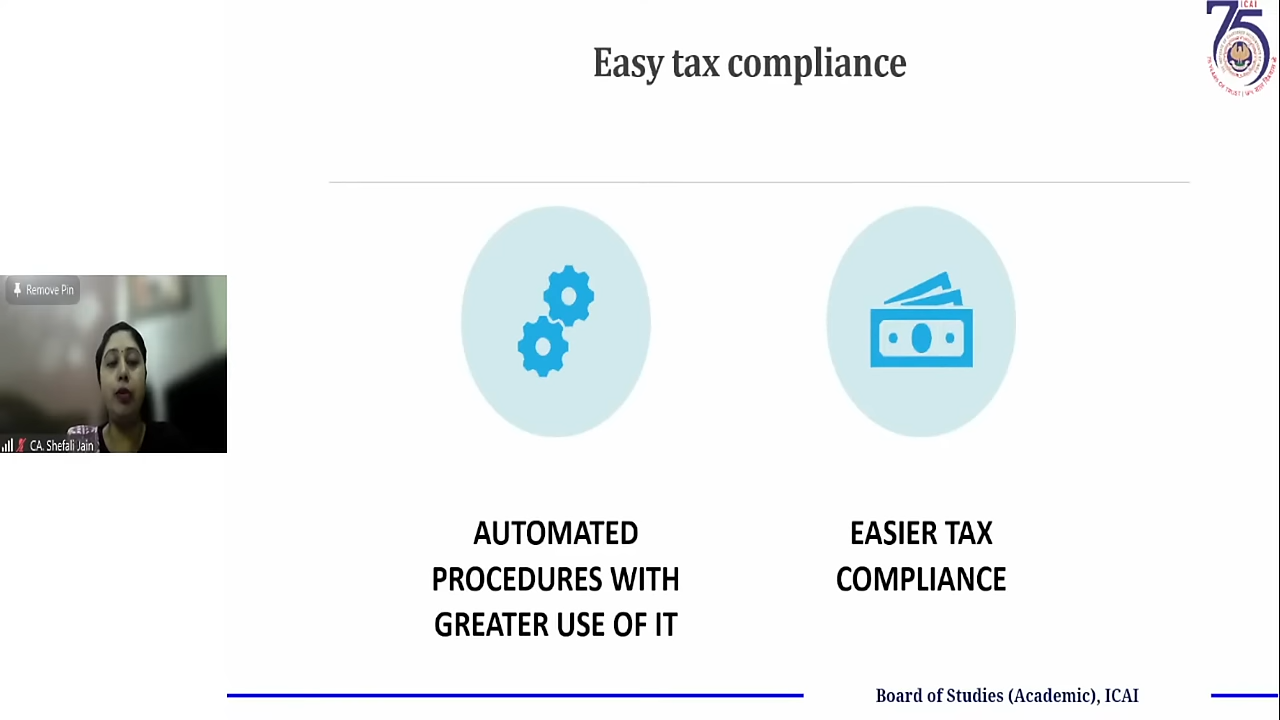 ICAI
75
Easy tax compliance
Remove Pin
CA. Shefali Jain
AUTOMATED
PROCEDURES WITH
GREATER USE OF IT
EASIER TAX
COMPLIANCE
Board of Studies (Academic), ICAI